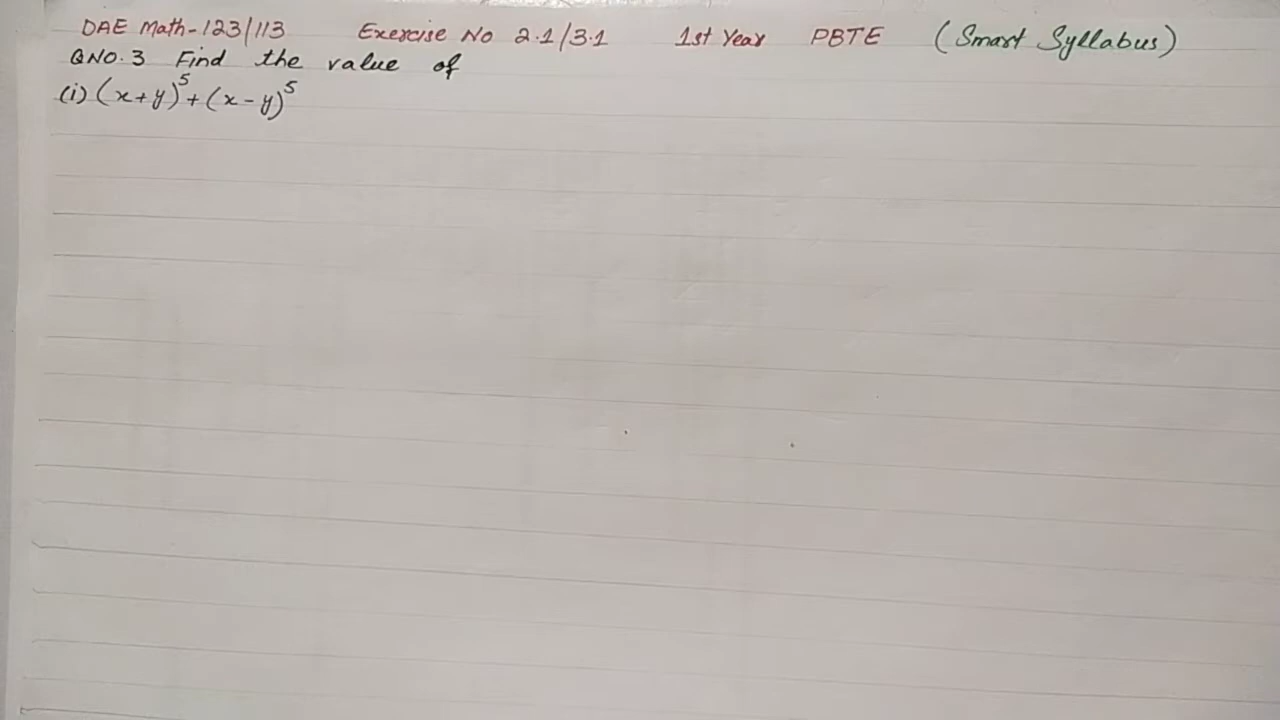 DAE Math-123/113 Exercise No 2.1/3.1 1st Year PBTE (Smart Syllabus)
QNO.3 Find the value of
(i) (x+y)⁵+(x-y)⁵